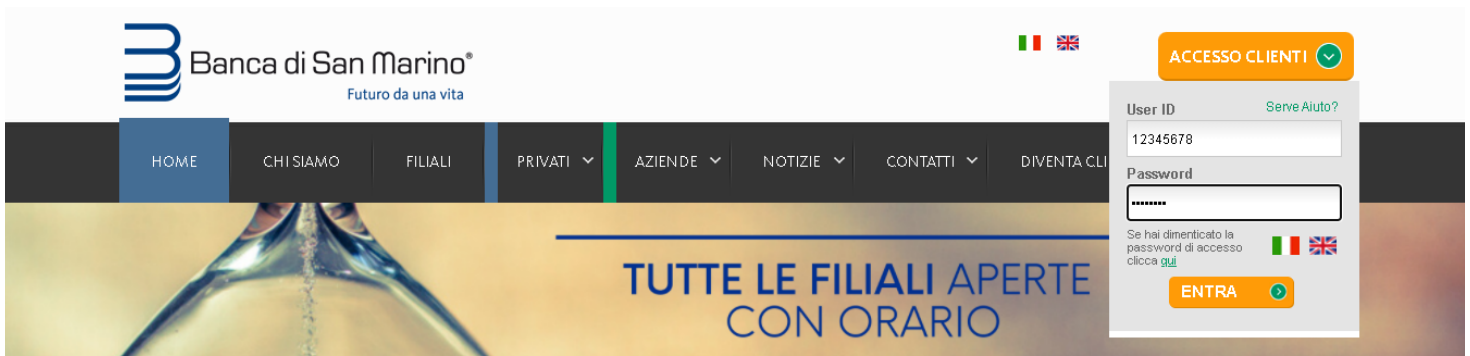 Banca di San Marino®
Futuro da una vita
ACCESSO CLIENTI
User ID
Serve Aiuto?
12345678
Password
••••••••
Se hai dimenticato la
password di accesso
clicca qui
ENTRA
HOME
CHI SIAMO
FILIALI
PRIVATI
AZIENDE
NOTIZIE
CONTATTI
DIVENTA CLI
TUTTE LE FILIALI APERTE
CON ORARIO